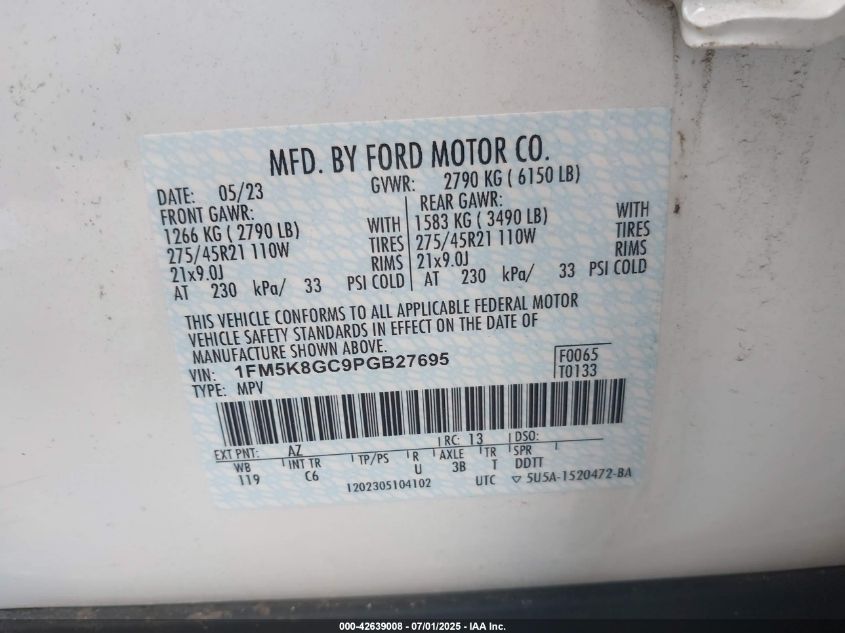 MFD. BY FORD MOTOR CO.
DATE: 05/23 GVWR: 2790 KG ( 6150 LB)
FRONT GAWR: REAR GAWR:
1266 KG ( 2790 LB) WITH 1583 KG ( 3490 LB) WITH
275/45R21 110W TIRES 275/45R21 110W TIRES
21x9.0J RIMS 21x9.0J RIMS
AT 230 kPa/ 33 PSI COLD AT 230 kPa/ 33 PSI COLD
THIS VEHICLE CONFORMS TO ALL APPLICABLE FEDERAL MOTOR
VEHICLE SAFETY STANDARDS IN EFFECT ON THE DATE OF
MANUFACTURE SHOWN ABOVE.
VIN: 1FM5K8GC9PGB27695 F0065
TYPE: MPV T0133
EXT PNT: AZ RC: 13 DSO:
WB INT TR TP/PS R AXLE TR SPR
119 C6 U 3B T DDTT
1202305104102 UTC ▽ 5U5A-1520472-BA
000-42639008 - 07/01/2025 - IAA Inc.